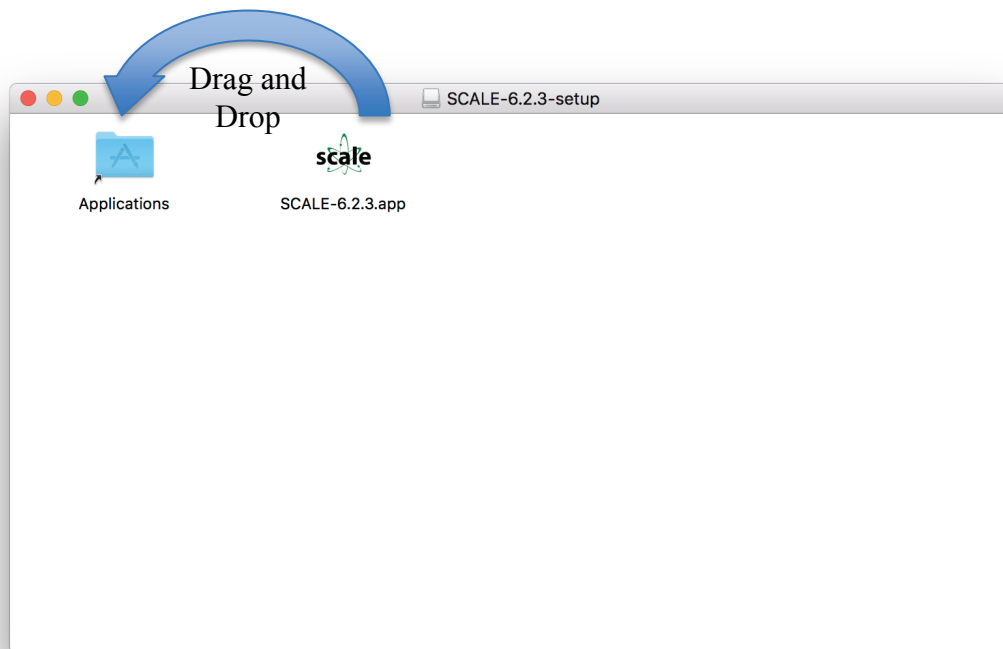 Drag and
Drop
SCALE-6.2.3-setup
scale
Applications
SCALE-6.2.3.app